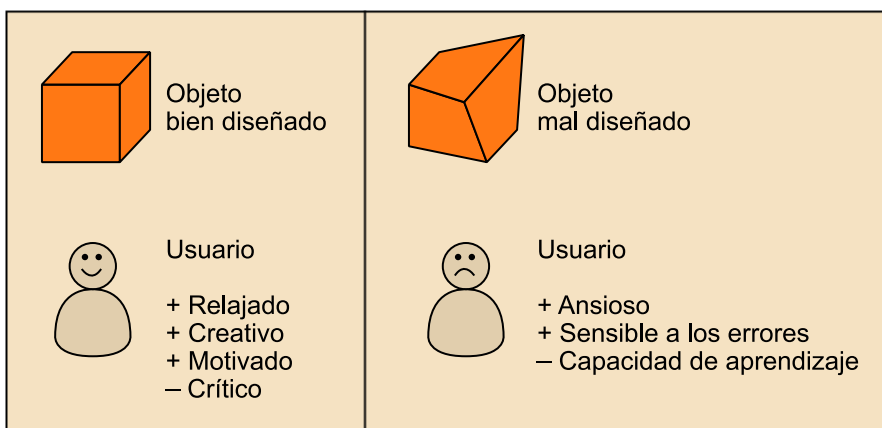 Objeto
bien diseñado
Usuario
+ Relajado
+ Creativo
+ Motivado
– Crítico
Objeto
mal diseñado
Usuario
+ Ansioso
+ Sensible a los errores
– Capacidad de aprendizaje